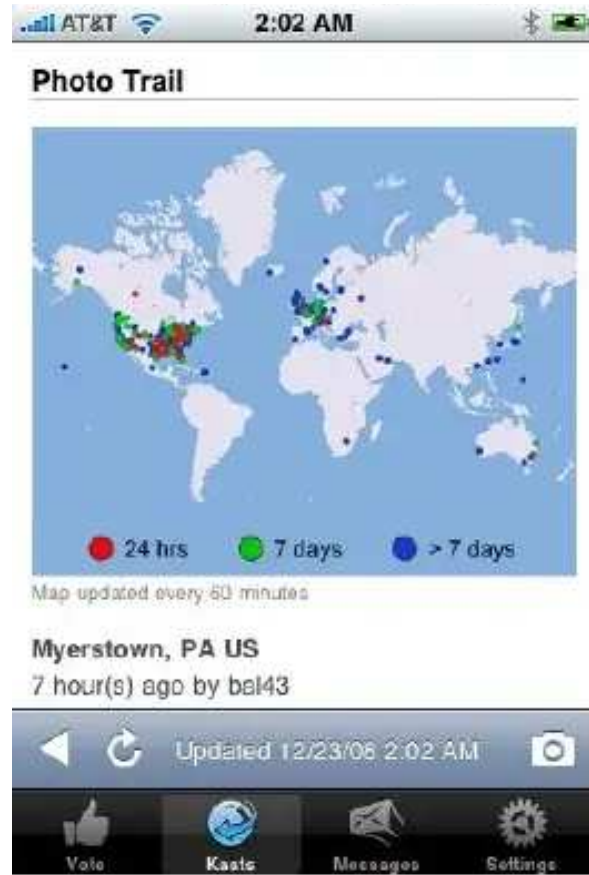 AT&T 2:02 AM
Photo Trail
24 hrs 7 days > 7 days
Map updated every 60 minutes
Myerstown, PA US
7 hour(s) ago by bal43
Updated 12/23/08 2:02 AM
Vote Kasts Messages Settings